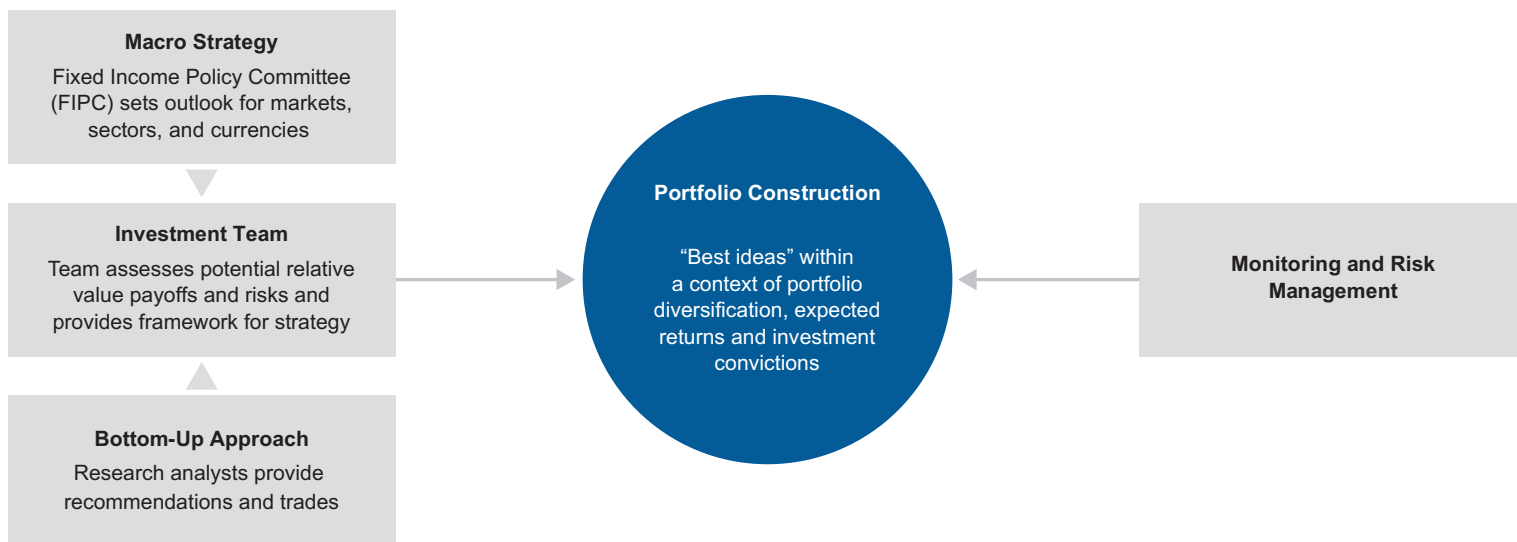 Macro Strategy
Fixed Income Policy Committee
(FIPC) sets outlook for markets,
sectors, and currencies
Investment Team
Team assesses potential relative
value payoffs and risks and
provides framework for strategy
Bottom-Up Approach
Research analysts provide
recommendations and trades
Portfolio Construction
“Best ideas” within
a context of portfolio
diversification, expected
returns and investment
convictions
Monitoring and Risk
Management